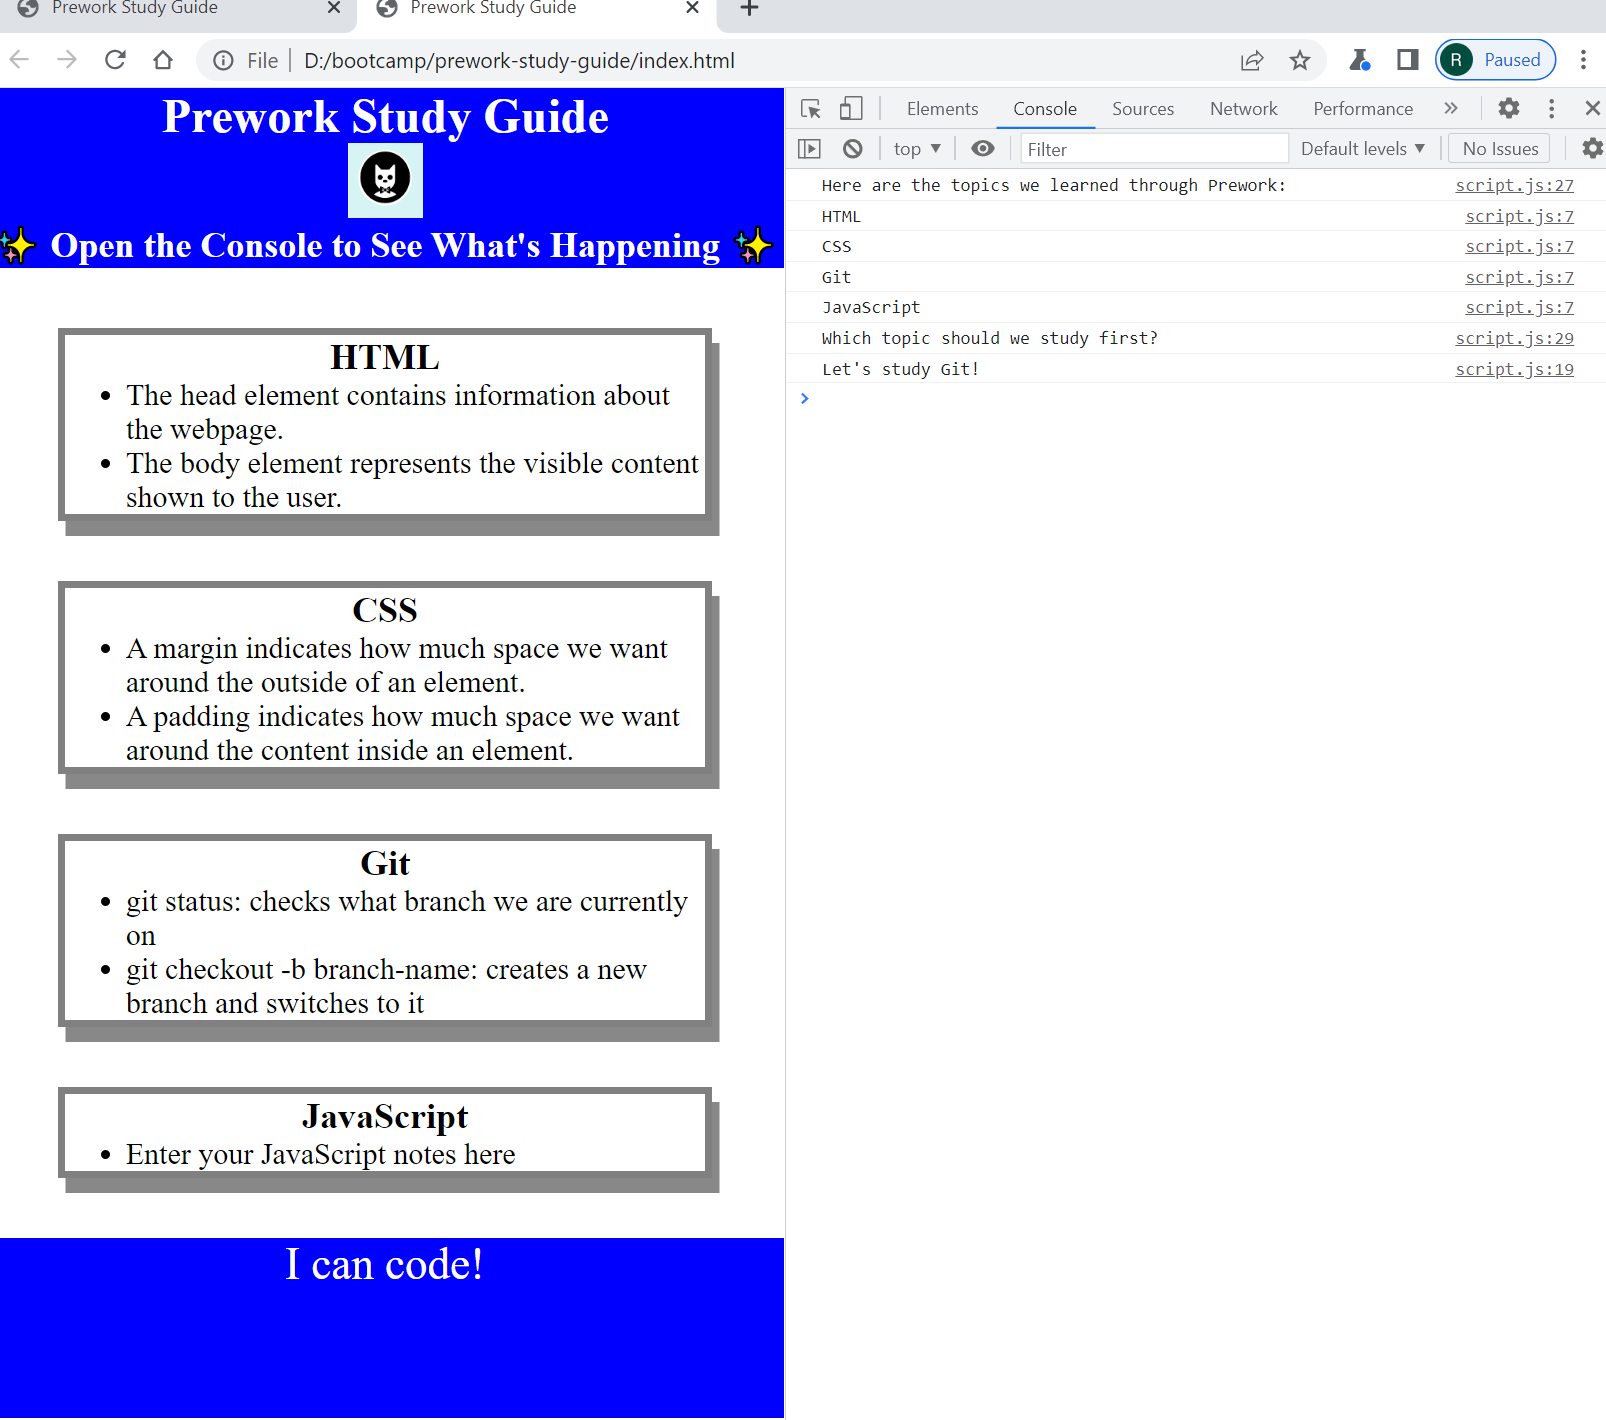 Prework Study Guide
Prework Study Guide
File
D:/bootcamp/prework-study-guide/index.html
R
Paused
Prework Study Guide
✨ Open the Console to See What's Happening ✨
HTML
• The head element contains information about
the webpage.
• The body element represents the visible content
shown to the user.
CSS
• A margin indicates how much space we want
around the outside of an element.
• A padding indicates how much space we want
around the content inside an element.
Git
• git status: checks what branch we are currently
on
• git checkout -b branch-name: creates a new
branch and switches to it
JavaScript
• Enter your JavaScript notes here
I can code!
Elements Console Sources Network Performance »
top ▼ Filter Default levels ▼ No Issues
Here are the topics we learned through Prework: script.js:27
HTML script.js:7
CSS script.js:7
Git script.js:7
JavaScript script.js:7
Which topic should we study first? script.js:29
Let's study Git! script.js:19